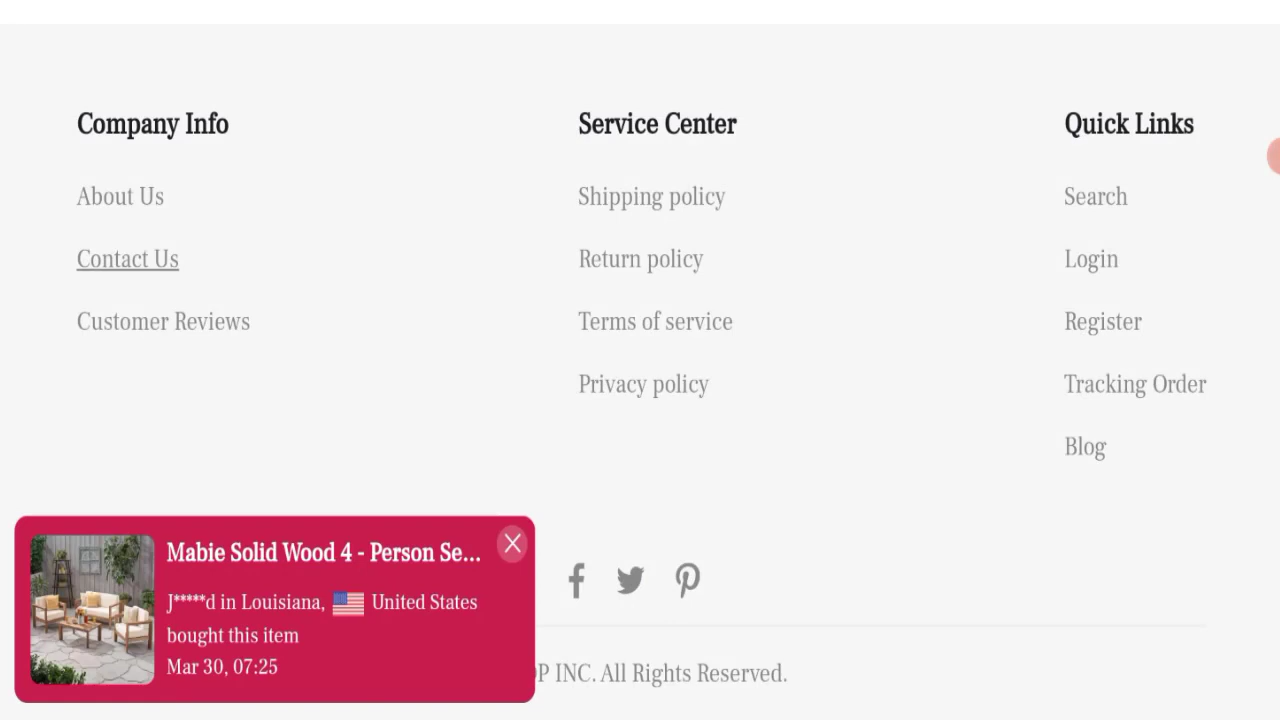 Company Info
About Us
Contact Us
Customer Reviews
Service Center
Shipping policy
Return policy
Terms of service
Privacy policy
Quick Links
Search
Login
Register
Tracking Order
Blog
Mabie Solid Wood 4 - Person Se...
J*****d in Louisiana, United States
bought this item
Mar 30, 07:25
INC. All Rights Reserved.